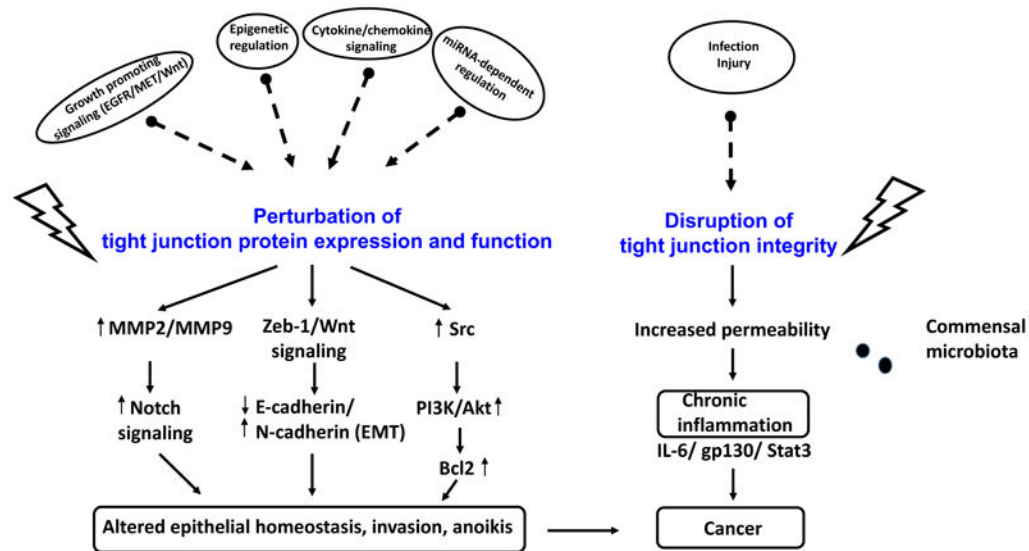 Growth promoting
signaling (EGFR/MET/Wnt)
Epigenetic
regulation
Cytokine/chemokine
signaling
miRNA-dependent
regulation
Infection
Injury
Perturbation of
tight junction protein expression and function
Disruption of
tight junction integrity
↑MMP2/MMP9
Zeb-1/Wnt
signaling
↑ Src
Increased permeability
Commensal
microbiota
↑Notch
signaling
↓ E-cadherin/
↑ N-cadherin (EMT)
PI3K/Akt↑
Bcl2 ↑
Chronic
inflammation
IL-6/ gp130/ Stat3
Altered epithelial homeostasis, invasion, anoikis
Cancer